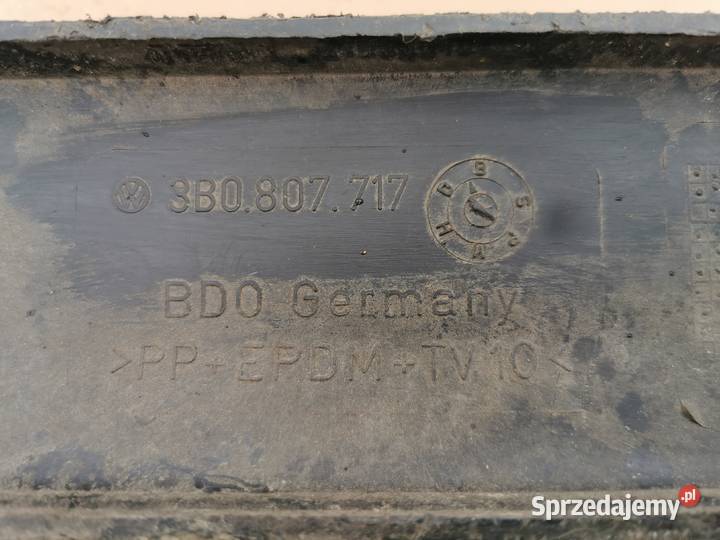 3B0.807.717
BDO Germany
>PP+EPDM+TV10<
Sprzedajemy.pl